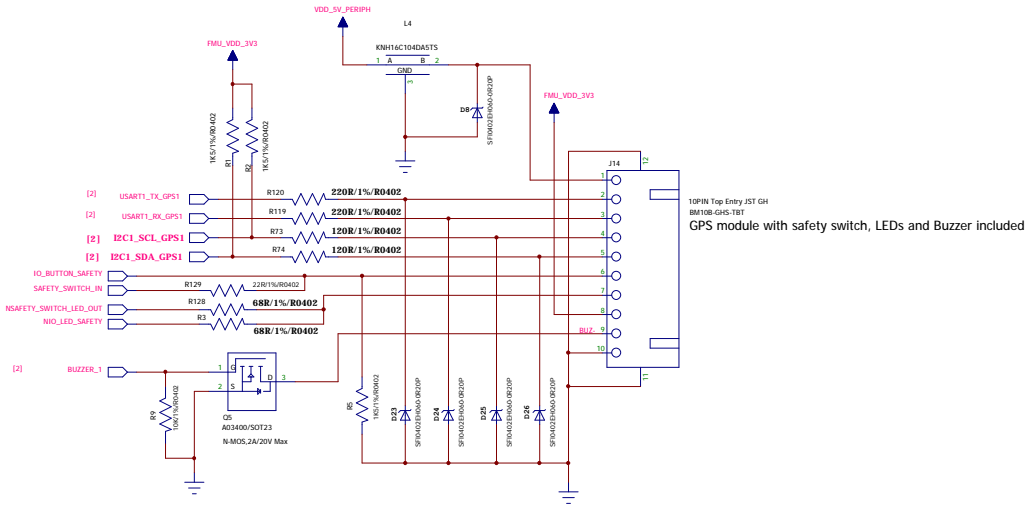 VDD_5V_PERIPH
L4
KNH16C104DA5TS
1 A B 2
GND
3
FMU_VDD_3V3
1K5/1%/R0402
R1
R2
1K5/1%/R0402
D8
SFI0402EH060-0R20P
FMU_VDD_3V3
J14
12
10PIN Top Entry JST GH
BM10B-GHS-TBT
GPS module with safety switch, LEDs and Buzzer included
[2] USART1_TX_GPS1 R120 220R/1%/R0402
[2] USART1_RX_GPS1 R119 220R/1%/R0402
[2] I2C1_SCL_GPS1 R73 120R/1%/R0402
[2] I2C1_SDA_GPS1 R74 120R/1%/R0402
IO_BUTTON_SAFETY
SAFETY_SWITCH_IN R129 22R/1%/R0402
NSAFETY_SWITCH_LED_OUT R128 68R/1%/R0402
NIO_LED_SAFETY R3 68R/1%/R0402
1
2
3
4
5
6
7
8
BUZ- 9
10
11
[2] BUZZER_1
1 G
2 S
D 3
Q5
A03400/SOT23
N-MOS,2A/20V Max
R9
10K/1%/R0402
R5
1K5/1%/R0402
D23
SFI0402EH060-0R20P
D24
SFI0402EH060-0R20P
D25
SFI0402EH060-0R20P
D26
SFI0402EH060-0R20P